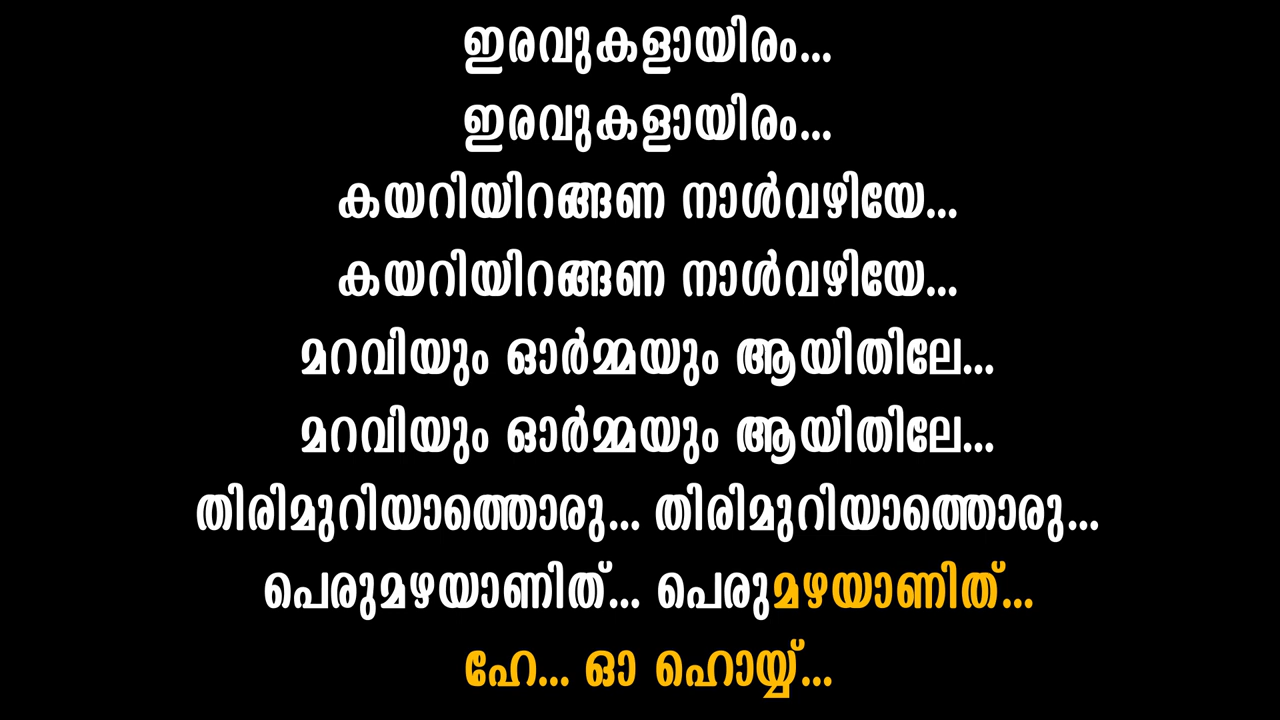 ഇരവുകളായിരം...
ഇരവുകളായിരം...
കയറിയിറങ്ങണ നാൾവഴിയേ...
കയറിയിറങ്ങണ നാൾവഴിയേ...
മറവിയും ഓർമ്മയും ആയിതിലേ...
മറവിയും ഓർമ്മയും ആയിതിലേ...
തിരിമുറിയാത്തൊരു... തിരിമുറിയാത്തൊരു...
പെരുമഴയാണിത്... പെരുമഴയാണിത്...
ഹേ... ഓ ഹൊയ്യ്...